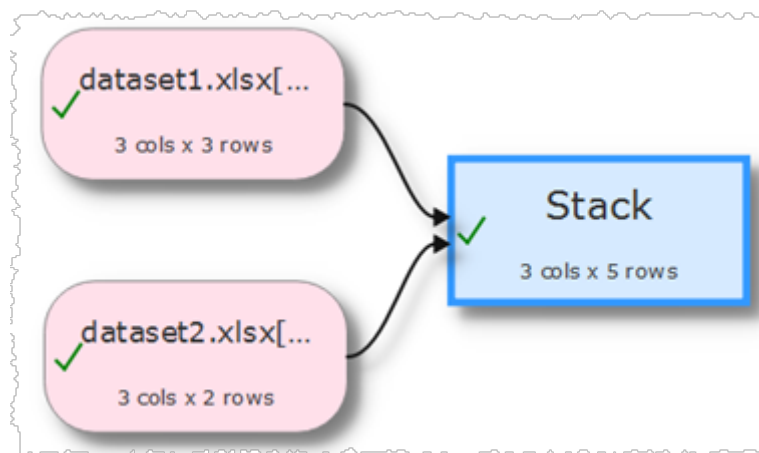 dataset1.xlsx[...
3 cols x 3 rows
Stack
3 cols x 5 rows
dataset2.xlsx[...
3 cols x 2 rows